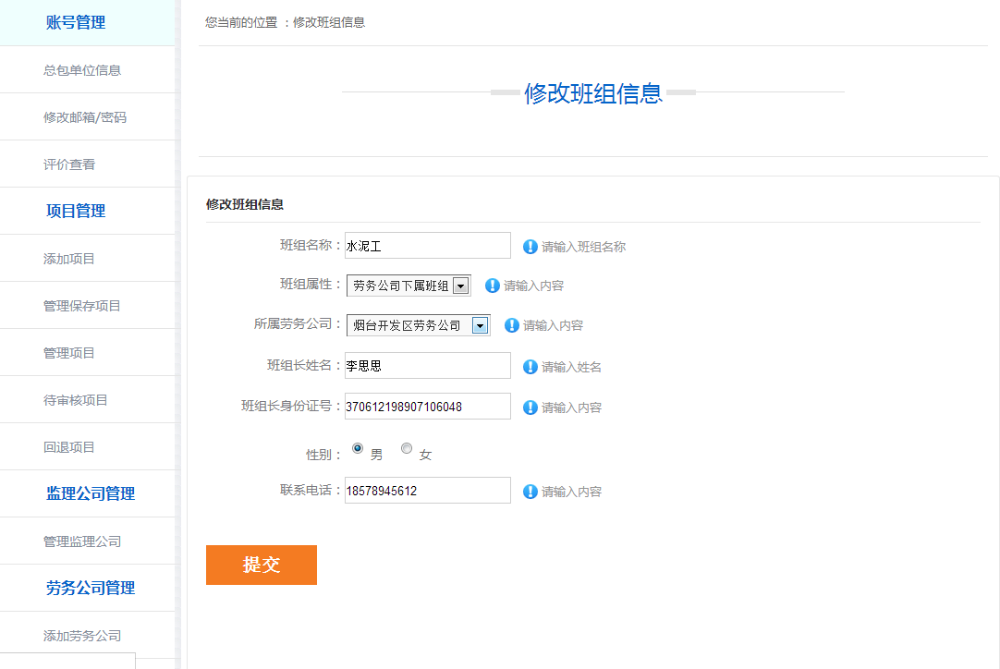 账号管理
总包单位信息
修改邮箱/密码
评价查看
项目管理
添加项目
管理保存项目
管理项目
待审核项目
回退项目
监理公司管理
管理监理公司
劳务公司管理
添加劳务公司
您当前的位置 ：修改班组信息
修改班组信息
修改班组信息
班组名称： 水泥工 请输入班组名称
班组属性： 劳务公司下属班组 请输入内容
所属劳务公司： 烟台开发区劳务公司 请输入内容
班组长姓名： 李思思 请输入姓名
班组长身份证号： 370612198907106048 请输入内容
性别： 男 女
联系电话： 18578945612 请输入内容
提交